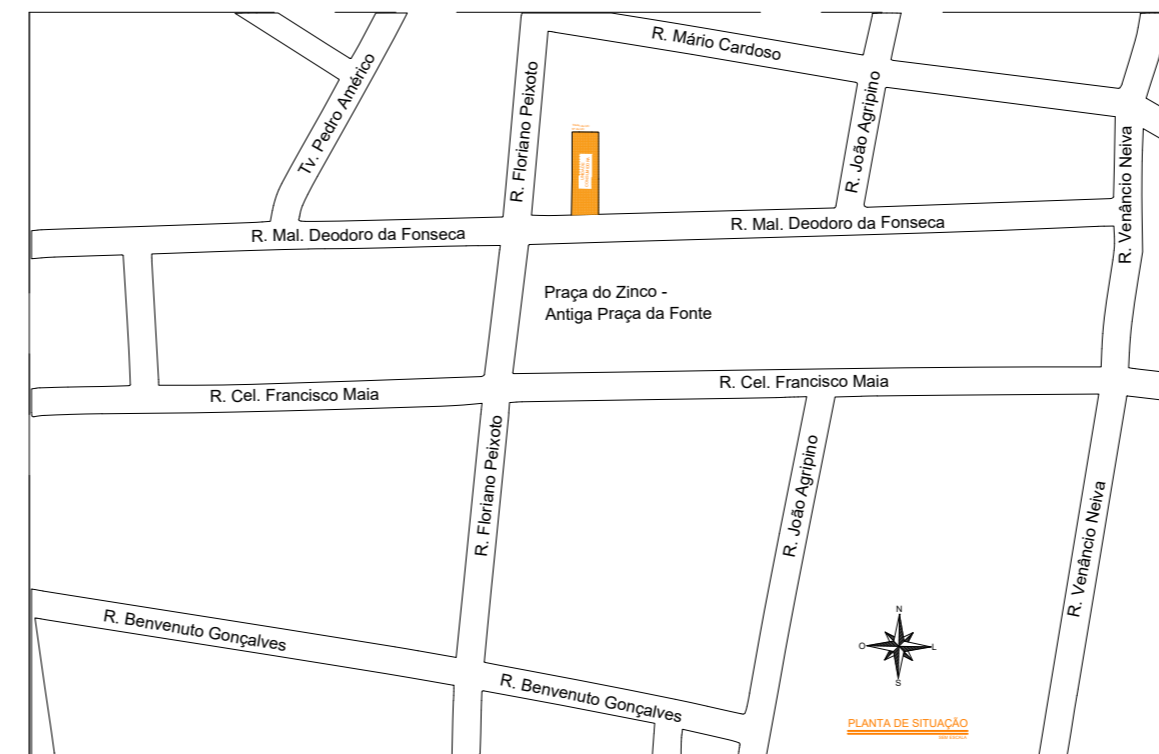 R. Mário Cardoso
Tv. Pedro Américo
R. Floriano Peixoto
R. João Agripino
R. Venâncio Neiva
R. Mal. Deodoro da Fonseca
R. Mal. Deodoro da Fonseca
Praça do Zinco -
Antiga Praça da Fonte
R. Cel. Francisco Maia
R. Cel. Francisco Maia
R. Floriano Peixoto
R. João Agripino
R. Venâncio Neiva
R. Benvenuto Gonçalves
R. Benvenuto Gonçalves
N
O
L
S
PLANTA DE SITUAÇÃO